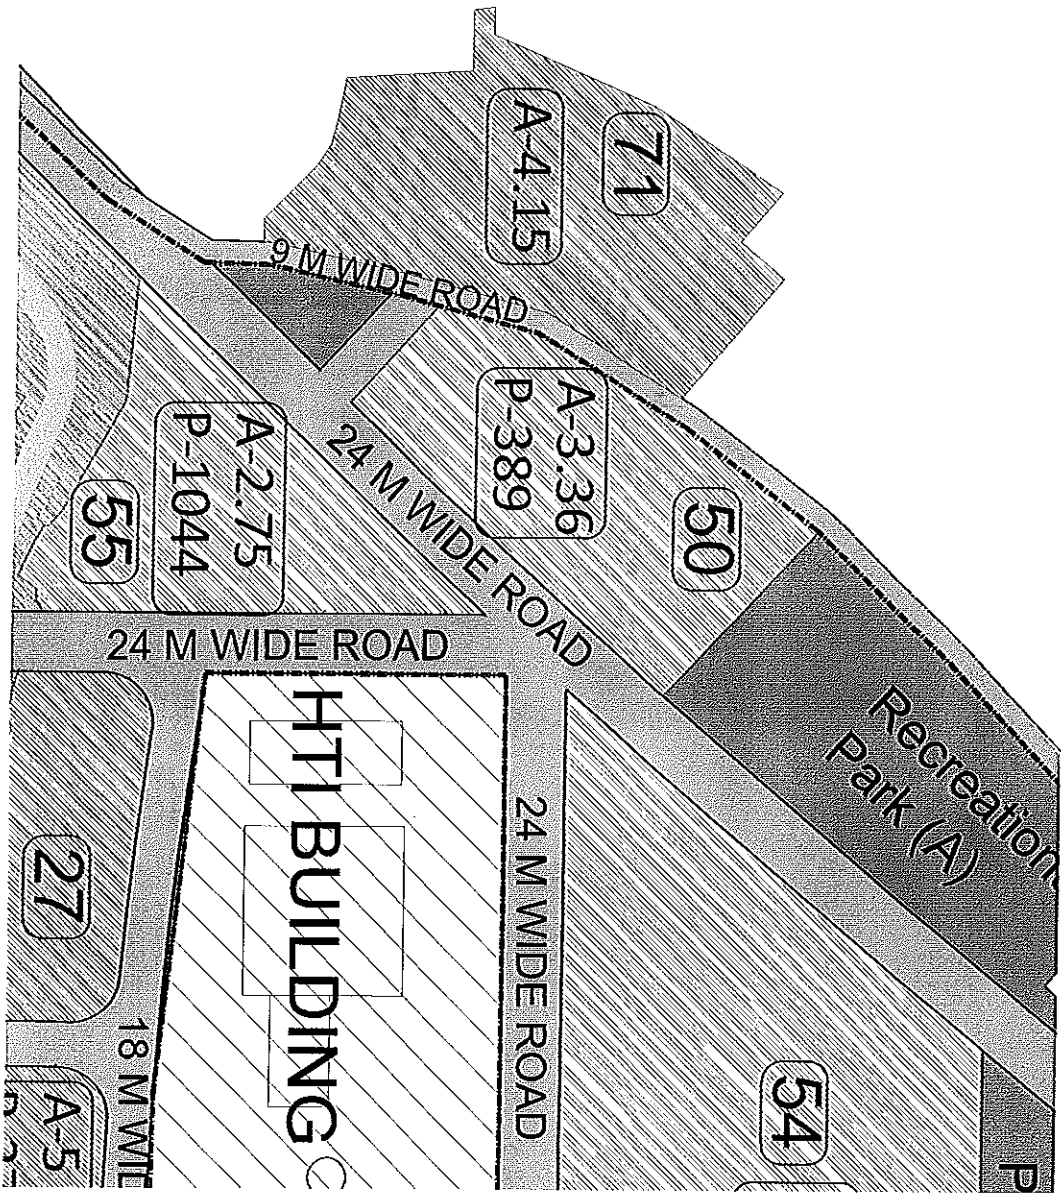 71
A-4.15
9 M WIDE ROAD
A-3.36
P-389
50
24 M WIDE ROAD
A-2.75
P-1044
55
24 M WIDE ROAD
Recreation
Park (A)
HTI BUILDING
24 M WIDE ROAD
27
18 M WID
54
A-5
P